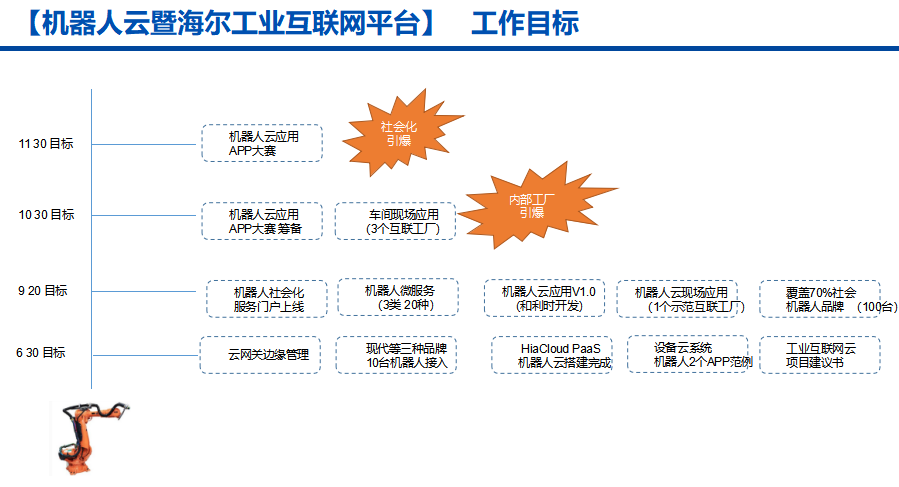 【机器人云暨海尔工业互联网平台】 工作目标
11 30 目标
机器人云应用
APP大赛
社会化
引爆
10 30 目标
机器人云应用
APP大赛 筹备
车间现场应用
(3个互联工厂)
内部工厂
引爆
9 20 目标
机器人社会化
服务门户上线
机器人微服务
(3类 20种)
机器人云应用V1.0
(和利时开发)
机器人云现场应用
(1个示范互联工厂)
覆盖70%社会
机器人品牌 (100台)
6 30 目标
云网关边缘管理
现代等三种品牌
10台机器人接入
HiaCloud PaaS
机器人云搭建完成
设备云系统
机器人2个APP范例
工业互联网云
项目建议书